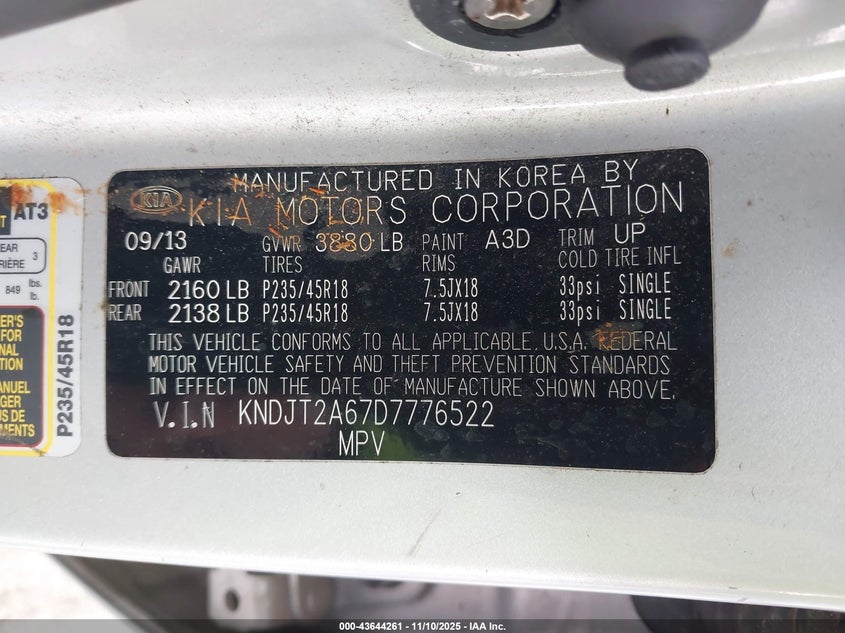 MANUFACTURED IN KOREA BY
KIA
KIA MOTORS CORPORATION
09/13 GVWR 3880 LB PAINT A3D TRIM UP
GAWR TIRES RIMS COLD TIRE INFL
FRONT 2160 LB P235/45R18 7.5JX18 33psi SINGLE
REAR 2138 LB P235/45R18 7.5JX18 33psi SINGLE
THIS VEHICLE CONFORMS TO ALL APPLICABLE U.S.A. FEDERAL
MOTOR VEHICLE SAFETY AND THEFT PREVENTION STANDARDS
IN EFFECT ON THE DATE OF MANUFACTURE SHOWN ABOVE.
V.I.N KNDJT2A67D7776522
MPV
AT3
3
849 lbs.
lb.
P235/45R18
000-43644261 - 11/10/2025 - IAA Inc.